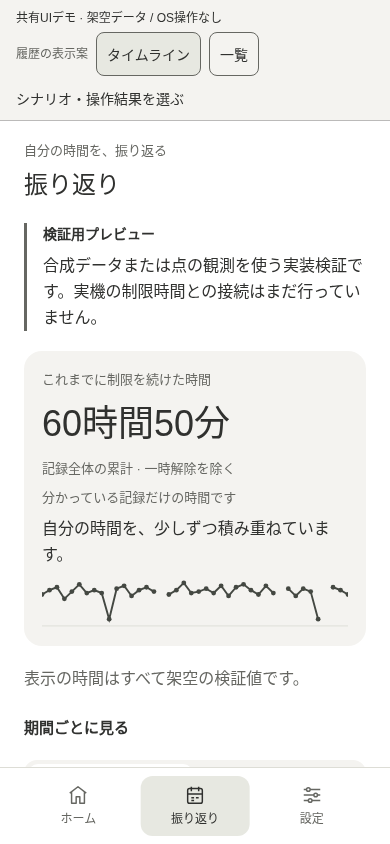 共有UIデモ · 架空データ / OS操作なし
履歴の表示案
タイムライン
一覧
シナリオ・操作結果を選ぶ
自分の時間を、振り返る
振り返り
検証用プレビュー
合成データまたは点の観測を使う実装検証で
す。実機の制限時間との接続はまだ行ってい
ません。
これまでに制限を続けた時間
60時間50分
記録全体の累計 · 一時解除を除く
分かっている記録だけの時間です
自分の時間を、少しずつ積み重ねていま
す。
表示の時間はすべて架空の検証値です。
期間ごとに見る
ホーム
振り返り
設定